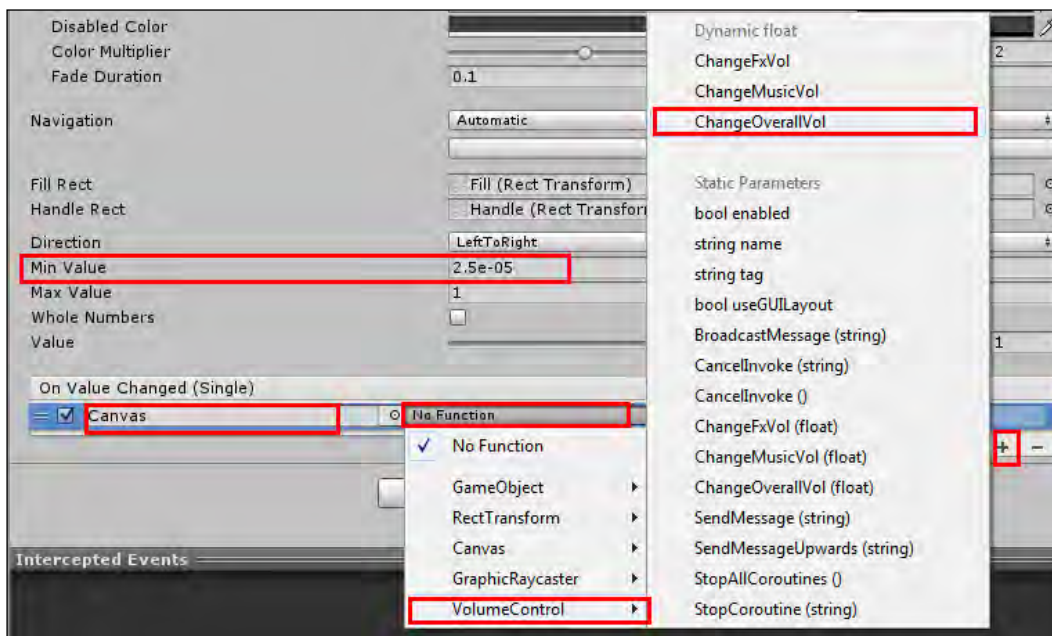 Disabled Color
Color Multiplier 2
Fade Duration 0.1
Navigation Automatic
Fill Rect Fill (Rect Transform)
Handle Rect Handle (Rect Transfor
Direction LeftToRight
Min Value 2.5e-05
Max Value 1
Whole Numbers
Value 1
On Value Changed (Single)
Canvas No Function
No Function
GameObject
RectTransform
Canvas
GraphicRaycaster
VolumeControl
+ -
Intercepted Events
Dynamic float
ChangeFxVol
ChangeMusicVol
ChangeOverallVol
Static Parameters
bool enabled
string name
string tag
bool useGUILayout
BroadcastMessage (string)
CancelInvoke (string)
CancelInvoke ()
ChangeFxVol (float)
ChangeMusicVol (float)
ChangeOverallVol (float)
SendMessage (string)
SendMessageUpwards (string)
StopAllCoroutines ()
StopCoroutine (string)